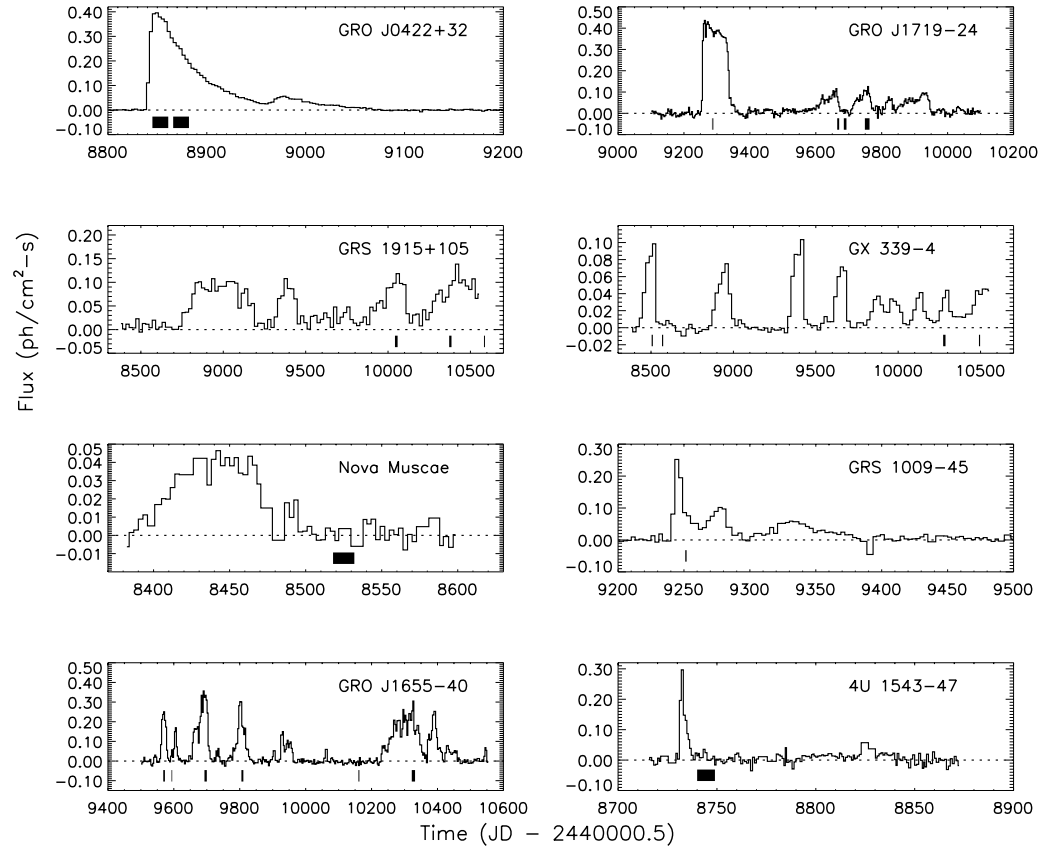 GRO J0422+32
0.40
0.30
0.20
0.10
0.00
−0.10
8800 8900 9000 9100 9200
GRO J1719−24
0.50
0.40
0.30
0.20
0.10
0.00
−0.10
9000 9200 9400 9600 9800 10000 10200
GRS 1915+105
0.20
0.15
0.10
0.05
0.00
−0.05
8500 9000 9500 10000 10500
GX 339−4
0.10
0.08
0.06
0.04
0.02
0.00
−0.02
8500 9000 9500 10000 10500
Flux (ph/cm²−s)
Nova Muscae
0.05
0.04
0.03
0.02
0.01
0.00
−0.01
8400 8450 8500 8550 8600
GRS 1009−45
0.30
0.20
0.10
0.00
−0.10
9200 9250 9300 9350 9400 9450 9500
GRO J1655−40
0.50
0.40
0.30
0.20
0.10
0.00
−0.10
9400 9600 9800 10000 10200 10400 10600
4U 1543−47
0.30
0.20
0.10
0.00
−0.10
8700 8750 8800 8850 8900
Time (JD − 2440000.5)